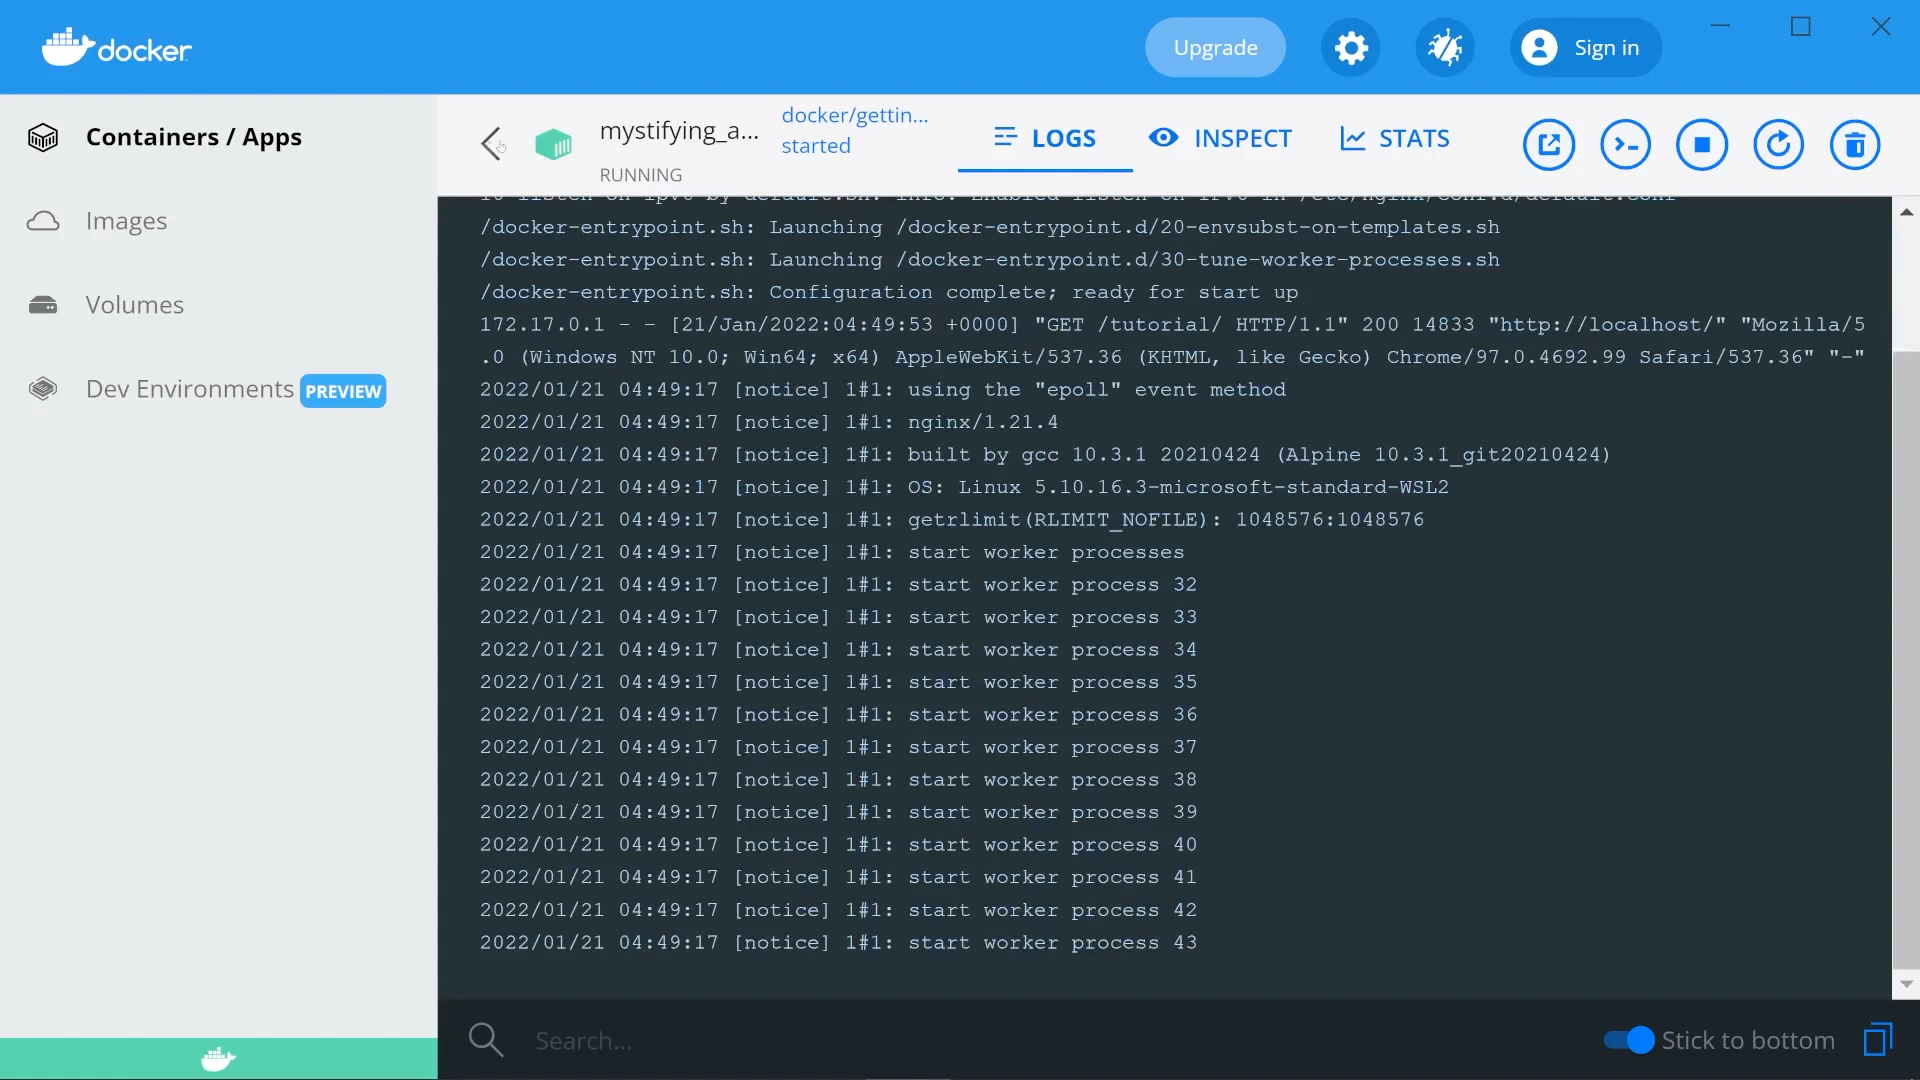 docker
Upgrade
Sign in
Containers / Apps
Images
Volumes
Dev Environments PREVIEW
mystifying_a...
RUNNING
docker/gettin...
started
LOGS
INSPECT
STATS
10-listen-on-ipv6-by-default.sh: info: Enabled listen on IPv6 in /etc/nginx/conf.d/default.conf
/docker-entrypoint.sh: Launching /docker-entrypoint.d/20-envsubst-on-templates.sh
/docker-entrypoint.sh: Launching /docker-entrypoint.d/30-tune-worker-processes.sh
/docker-entrypoint.sh: Configuration complete; ready for start up
172.17.0.1 - - [21/Jan/2022:04:49:53 +0000] "GET /tutorial/ HTTP/1.1" 200 14833 "http://localhost/" "Mozilla/5
.0 (Windows NT 10.0; Win64; x64) AppleWebKit/537.36 (KHTML, like Gecko) Chrome/97.0.4692.99 Safari/537.36" "-"
2022/01/21 04:49:17 [notice] 1#1: using the "epoll" event method
2022/01/21 04:49:17 [notice] 1#1: nginx/1.21.4
2022/01/21 04:49:17 [notice] 1#1: built by gcc 10.3.1 20210424 (Alpine 10.3.1_git20210424)
2022/01/21 04:49:17 [notice] 1#1: OS: Linux 5.10.16.3-microsoft-standard-WSL2
2022/01/21 04:49:17 [notice] 1#1: getrlimit(RLIMIT_NOFILE): 1048576:1048576
2022/01/21 04:49:17 [notice] 1#1: start worker processes
2022/01/21 04:49:17 [notice] 1#1: start worker process 32
2022/01/21 04:49:17 [notice] 1#1: start worker process 33
2022/01/21 04:49:17 [notice] 1#1: start worker process 34
2022/01/21 04:49:17 [notice] 1#1: start worker process 35
2022/01/21 04:49:17 [notice] 1#1: start worker process 36
2022/01/21 04:49:17 [notice] 1#1: start worker process 37
2022/01/21 04:49:17 [notice] 1#1: start worker process 38
2022/01/21 04:49:17 [notice] 1#1: start worker process 39
2022/01/21 04:49:17 [notice] 1#1: start worker process 40
2022/01/21 04:49:17 [notice] 1#1: start worker process 41
2022/01/21 04:49:17 [notice] 1#1: start worker process 42
2022/01/21 04:49:17 [notice] 1#1: start worker process 43
Search...
Stick to bottom